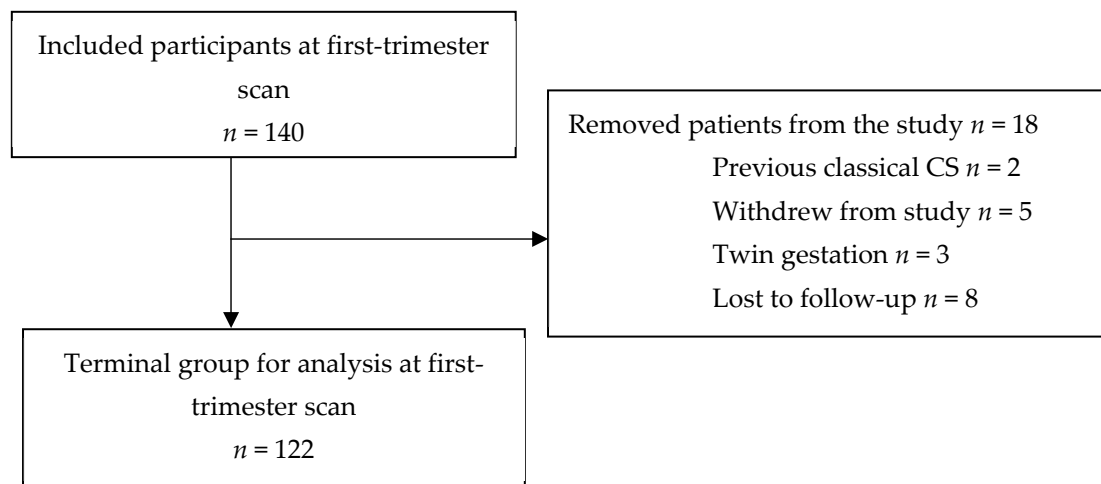 Included participants at first-trimester
scan
n = 140
Removed patients from the study n = 18
Previous classical CS n = 2
Withdrew from study n = 5
Twin gestation n = 3
Lost to follow-up n = 8
Terminal group for analysis at first-
trimester scan
n = 122